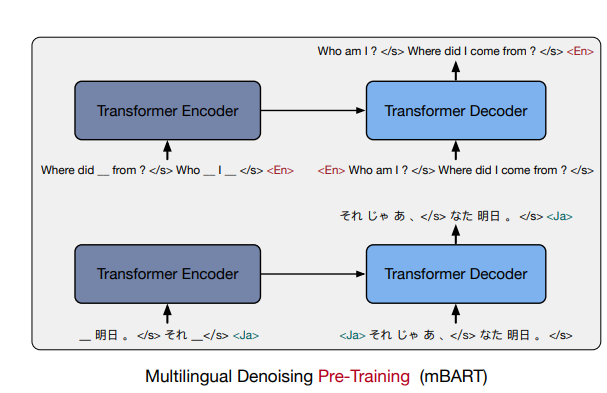 Who am I ? </s> Where did I come from ? </s> <En>
Transformer Encoder
Transformer Decoder
Where did __ from ? </s> Who __ I __ </s> <En>
<En> Who am I ? </s> Where did I come from ? </s>
それ じゃ あ 、</s> なた 明日 。 </s> <Ja>
Transformer Encoder
Transformer Decoder
__ 明日 。 </s> それ __</s> <Ja>
<Ja> それ じゃ あ 、</s> なた 明日 。 </s>
Multilingual Denoising Pre-Training (mBART)